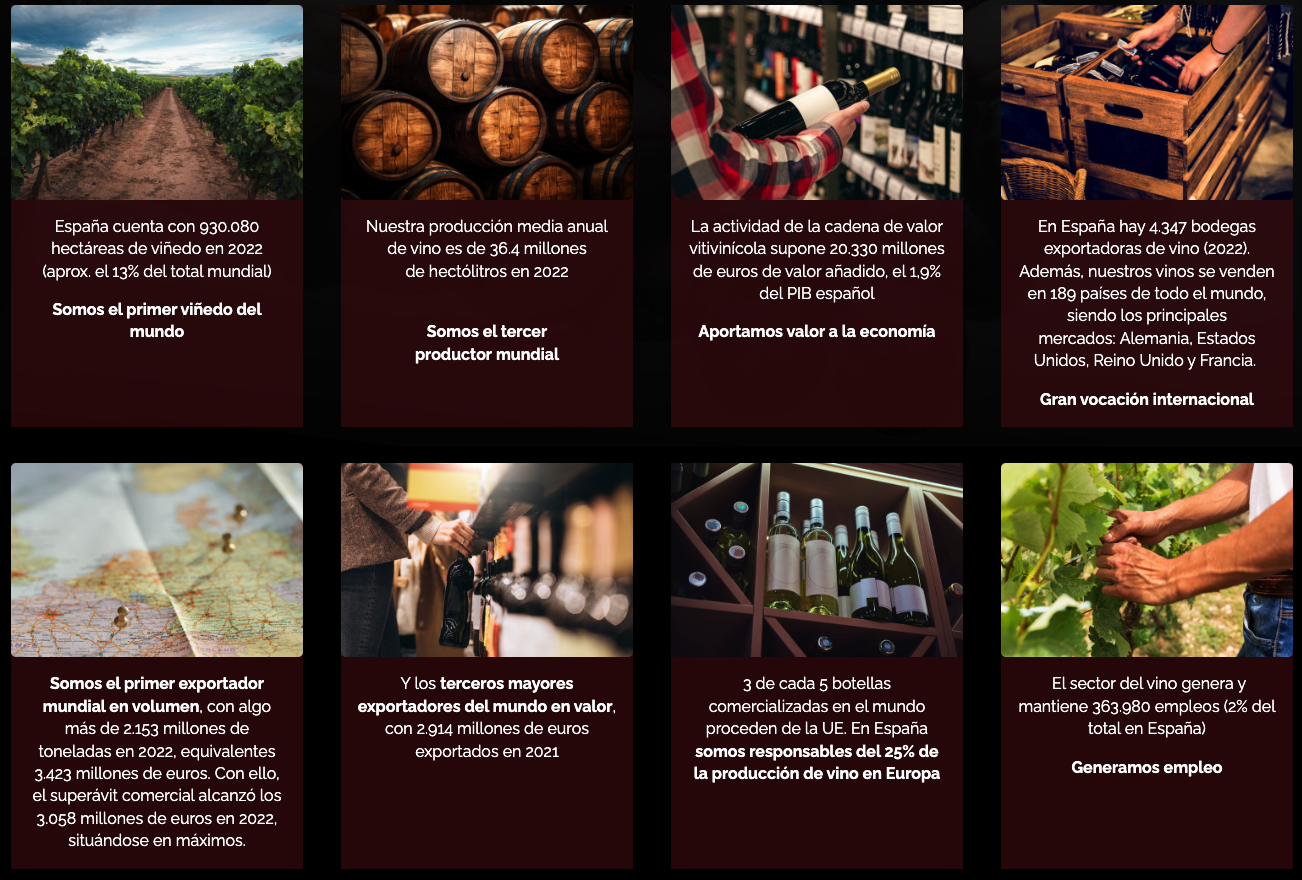 España cuenta con 930.080
hectáreas de viñedo en 2022
(aprox. el 13% del total mundial)
Somos el primer viñedo del
mundo
Nuestra producción media anual
de vino es de 36.4 millones
de hectólitros en 2022
Somos el tercer
productor mundial
La actividad de la cadena de valor
vitivinícola supone 20.330 millones
de euros de valor añadido, el 1,9%
del PIB español
Aportamos valor a la economía
En España hay 4.347 bodegas
exportadoras de vino (2022).
Además, nuestros vinos se venden
en 189 países de todo el mundo,
siendo los principales
mercados: Alemania, Estados
Unidos, Reino Unido y Francia.
Gran vocación internacional
Somos el primer exportador
mundial en volumen, con algo
más de 2.153 millones de
toneladas en 2022, equivalentes
3.423 millones de euros. Con ello,
el superávit comercial alcanzó los
3.058 millones de euros en 2022,
situándose en máximos.
Y los terceros mayores
exportadores del mundo en valor,
con 2.914 millones de euros
exportados en 2021
3 de cada 5 botellas
comercializadas en el mundo
proceden de la UE. En España
somos responsables del 25% de
la producción de vino en Europa
El sector del vino genera y
mantiene 363.980 empleos (2% del
total en España)
Generamos empleo